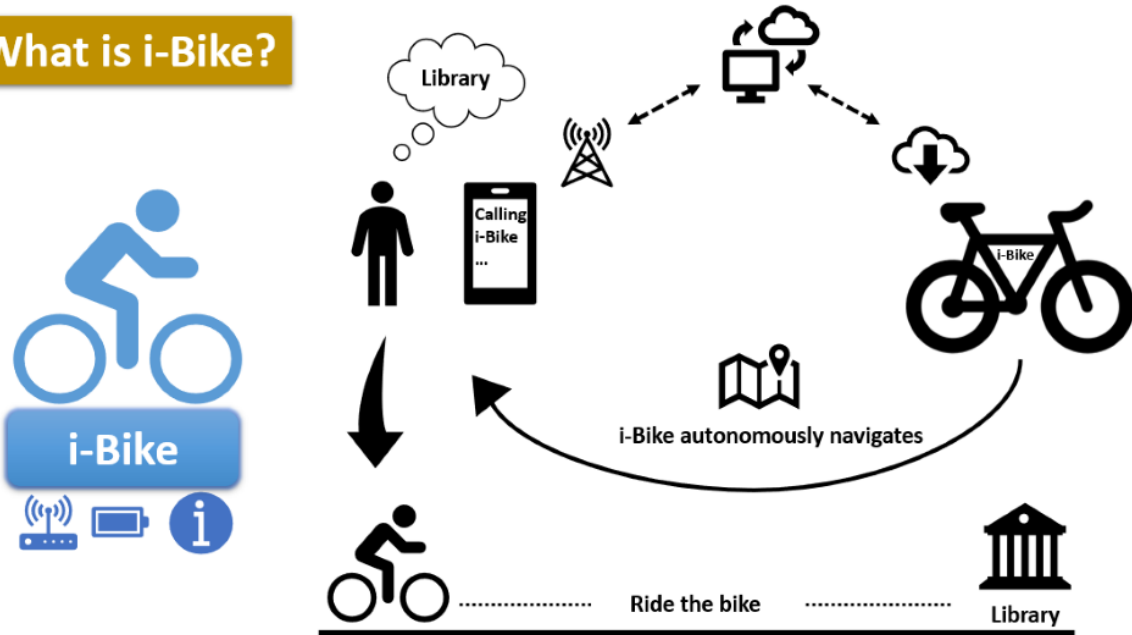 What is i-Bike?
Library
Calling
i-Bike
...
i-Bike
i-Bike autonomously navigates
i-Bike
i
Ride the bike
Library